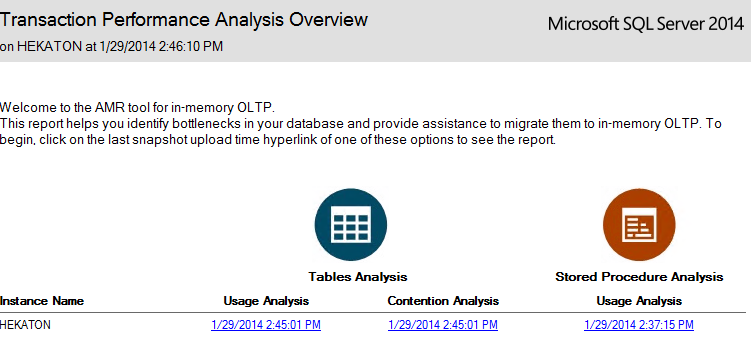 Transaction Performance Analysis Overview
Microsoft SQL Server 2014
on HEKATON at 1/29/2014 2:46:10 PM
Welcome to the AMR tool for in-memory OLTP.
This report helps you identify bottlenecks in your database and provide assistance to migrate them to in-memory OLTP. To
begin, click on the last snapshot upload time hyperlink of one of these options to see the report.
Tables Analysis Stored Procedure Analysis
Instance Name Usage Analysis Contention Analysis Usage Analysis
HEKATON 1/29/2014 2:45:01 PM 1/29/2014 2:45:01 PM 1/29/2014 2:37:15 PM